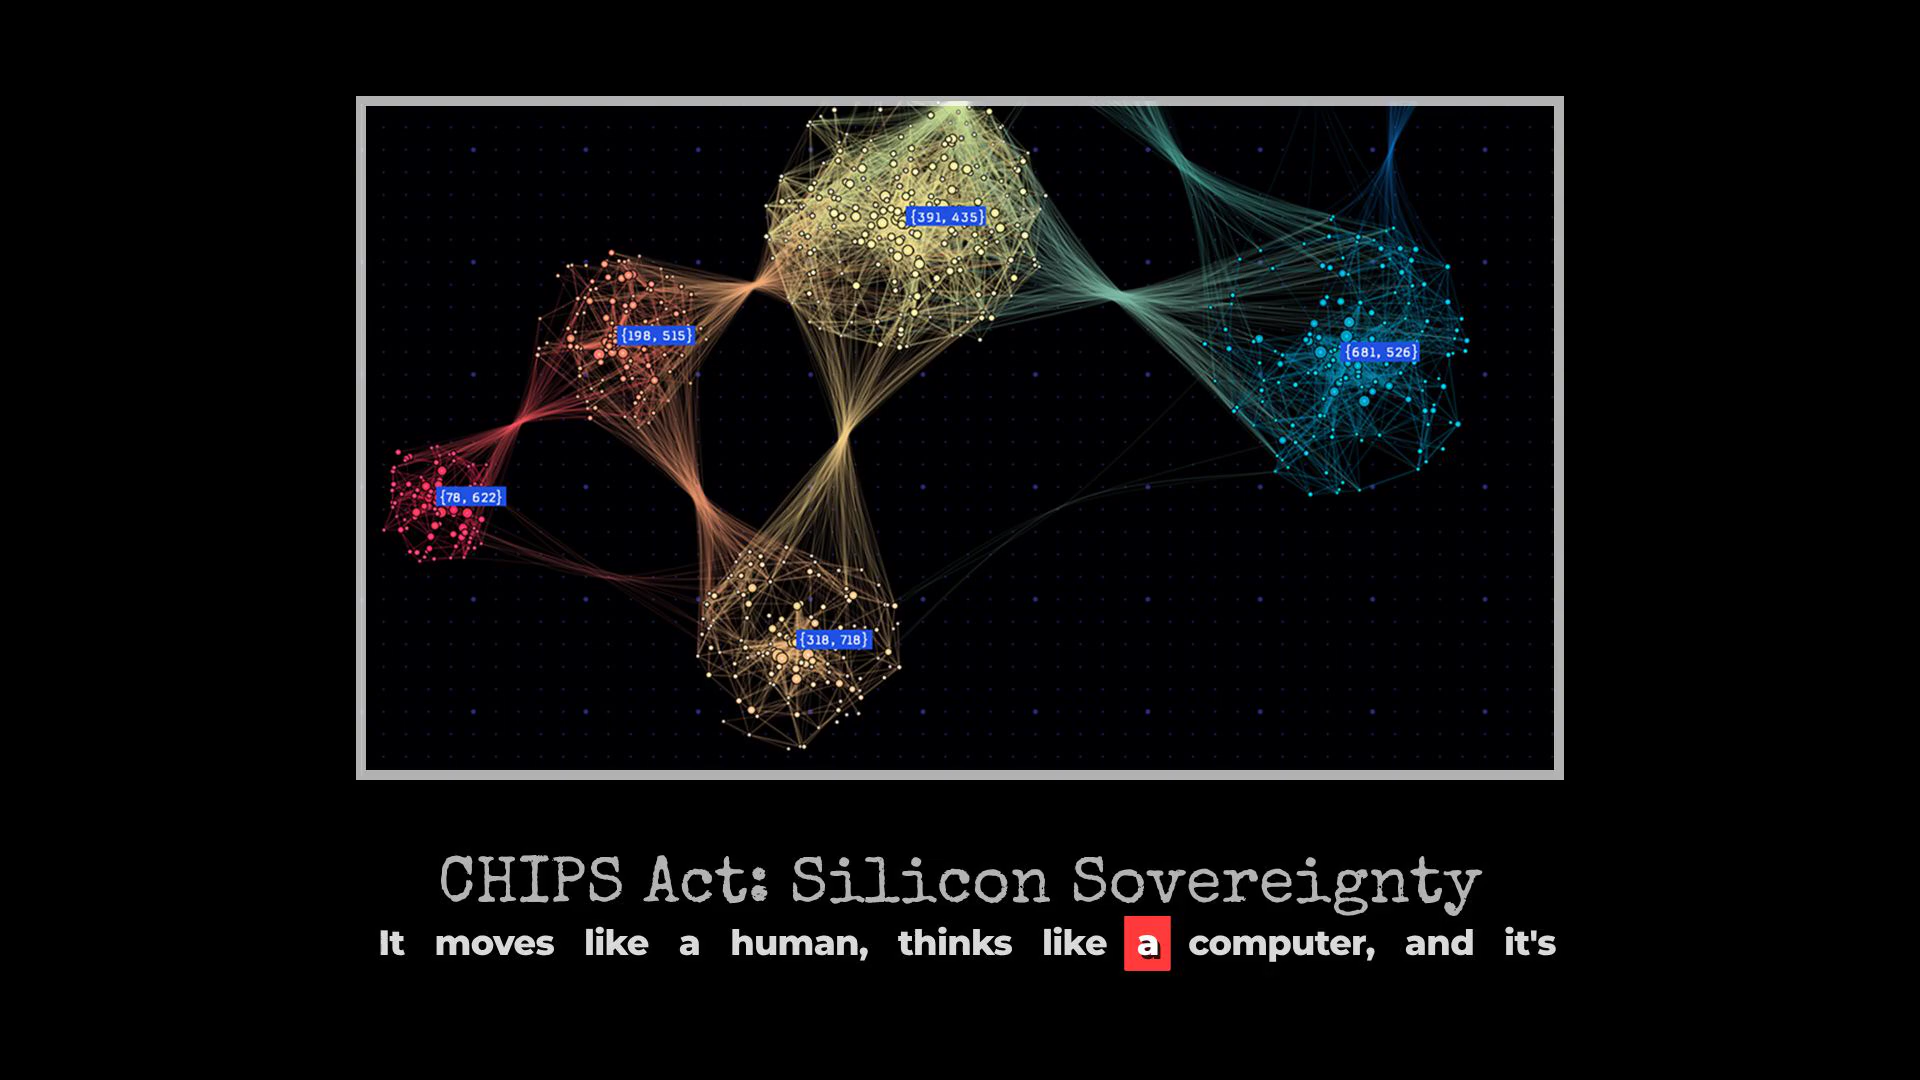 {391, 435}
{198, 515}
{681, 526}
{78, 622}
{318, 718}
CHIPS Act: Silicon Sovereignty
It moves like a human, thinks like a computer, and it's